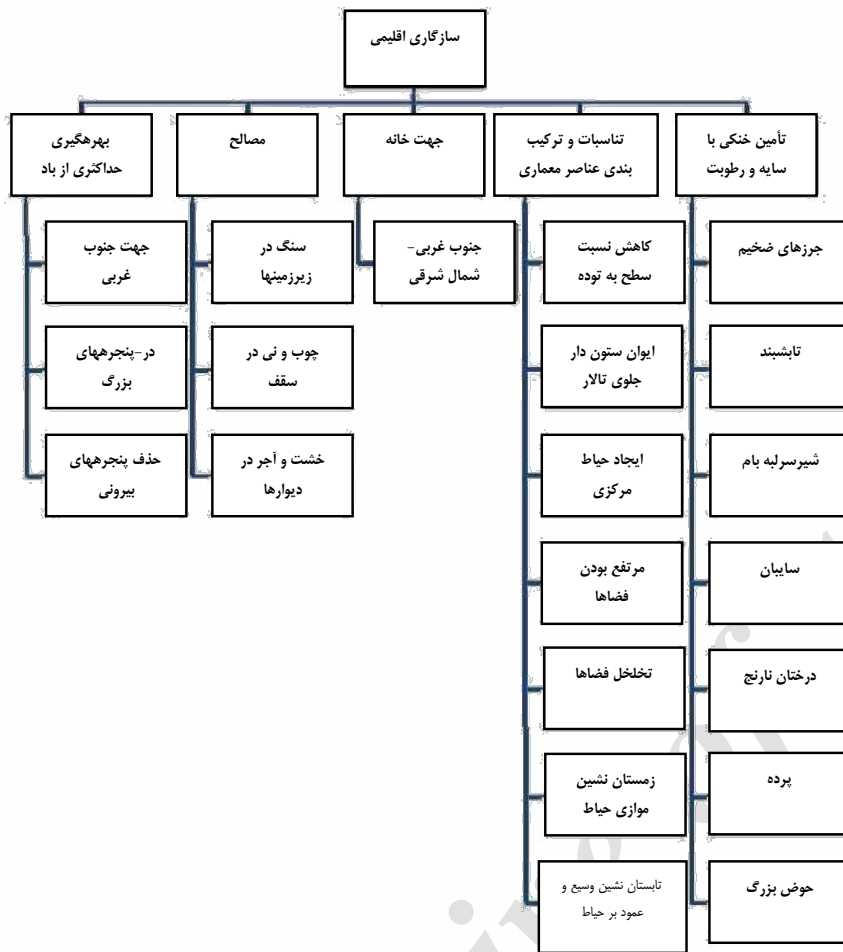 سازگاری اقلیمی
تأمین خنکی با
سایه و رطوبت
جرزهای ضخیم
تابشبند
شیرسرلبه بام
سایبان
درختان نارنج
پرده
حوض بزرگ
تناسبات و ترکیب
بندی عناصر معماری
کاهش نسبت
سطح به توده
ایوان ستون دار
جلوی تالار
ایجاد حیاط
مرکزی
مرتفع بودن
فضاها
تخلخل فضاها
زمستان نشین
موازی حیاط
تابستان نشین وسیع و
عمود بر حیاط
جهت خانه
جنوب غربی-
شمال شرقی
مصالح
سنگ در
زیرزمینها
چوب و نی در
سقف
خشت و آجر در
دیوارها
بهرهگیری
حداکثری از باد
جهت جنوب
غربی
در-پنجرههای
بزرگ
حذف پنجرههای
بیرونی